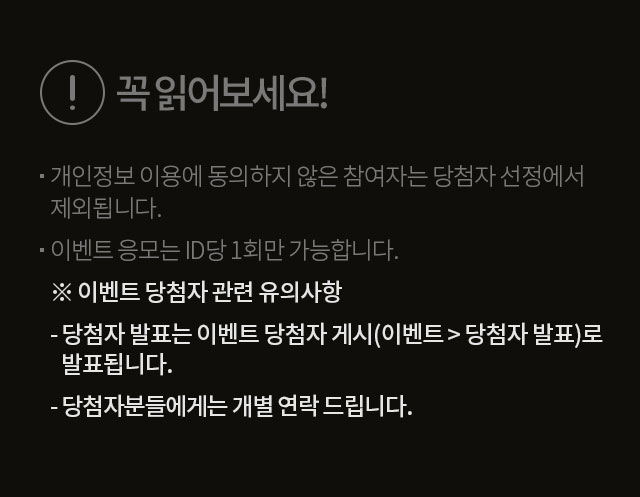 꼭 읽어보세요!
· 개인정보 이용에 동의하지 않은 참여자는 당첨자 선정에서
제외됩니다.
· 이벤트 응모는 ID당 1회만 가능합니다.
※ 이벤트 당첨자 관련 유의사항
- 당첨자 발표는 이벤트 당첨자 게시(이벤트 > 당첨자 발표)로
발표됩니다.
- 당첨자분들에게는 개별 연락 드립니다.